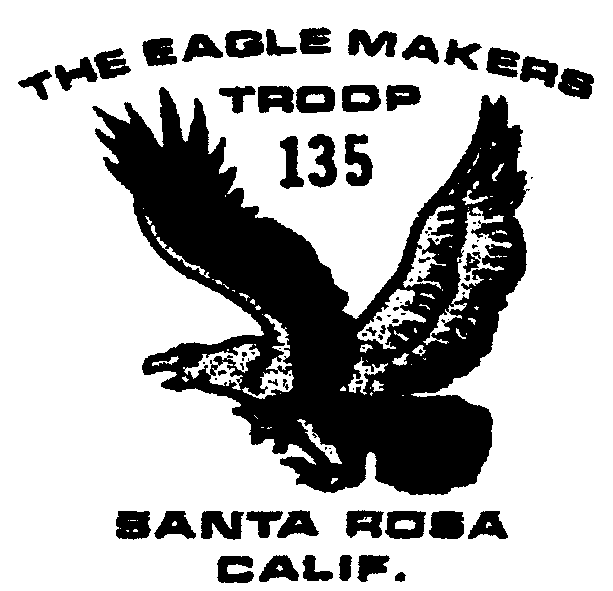 THE EAGLE MAKERS
TROOP
135
SANTA ROSA
CALIF.